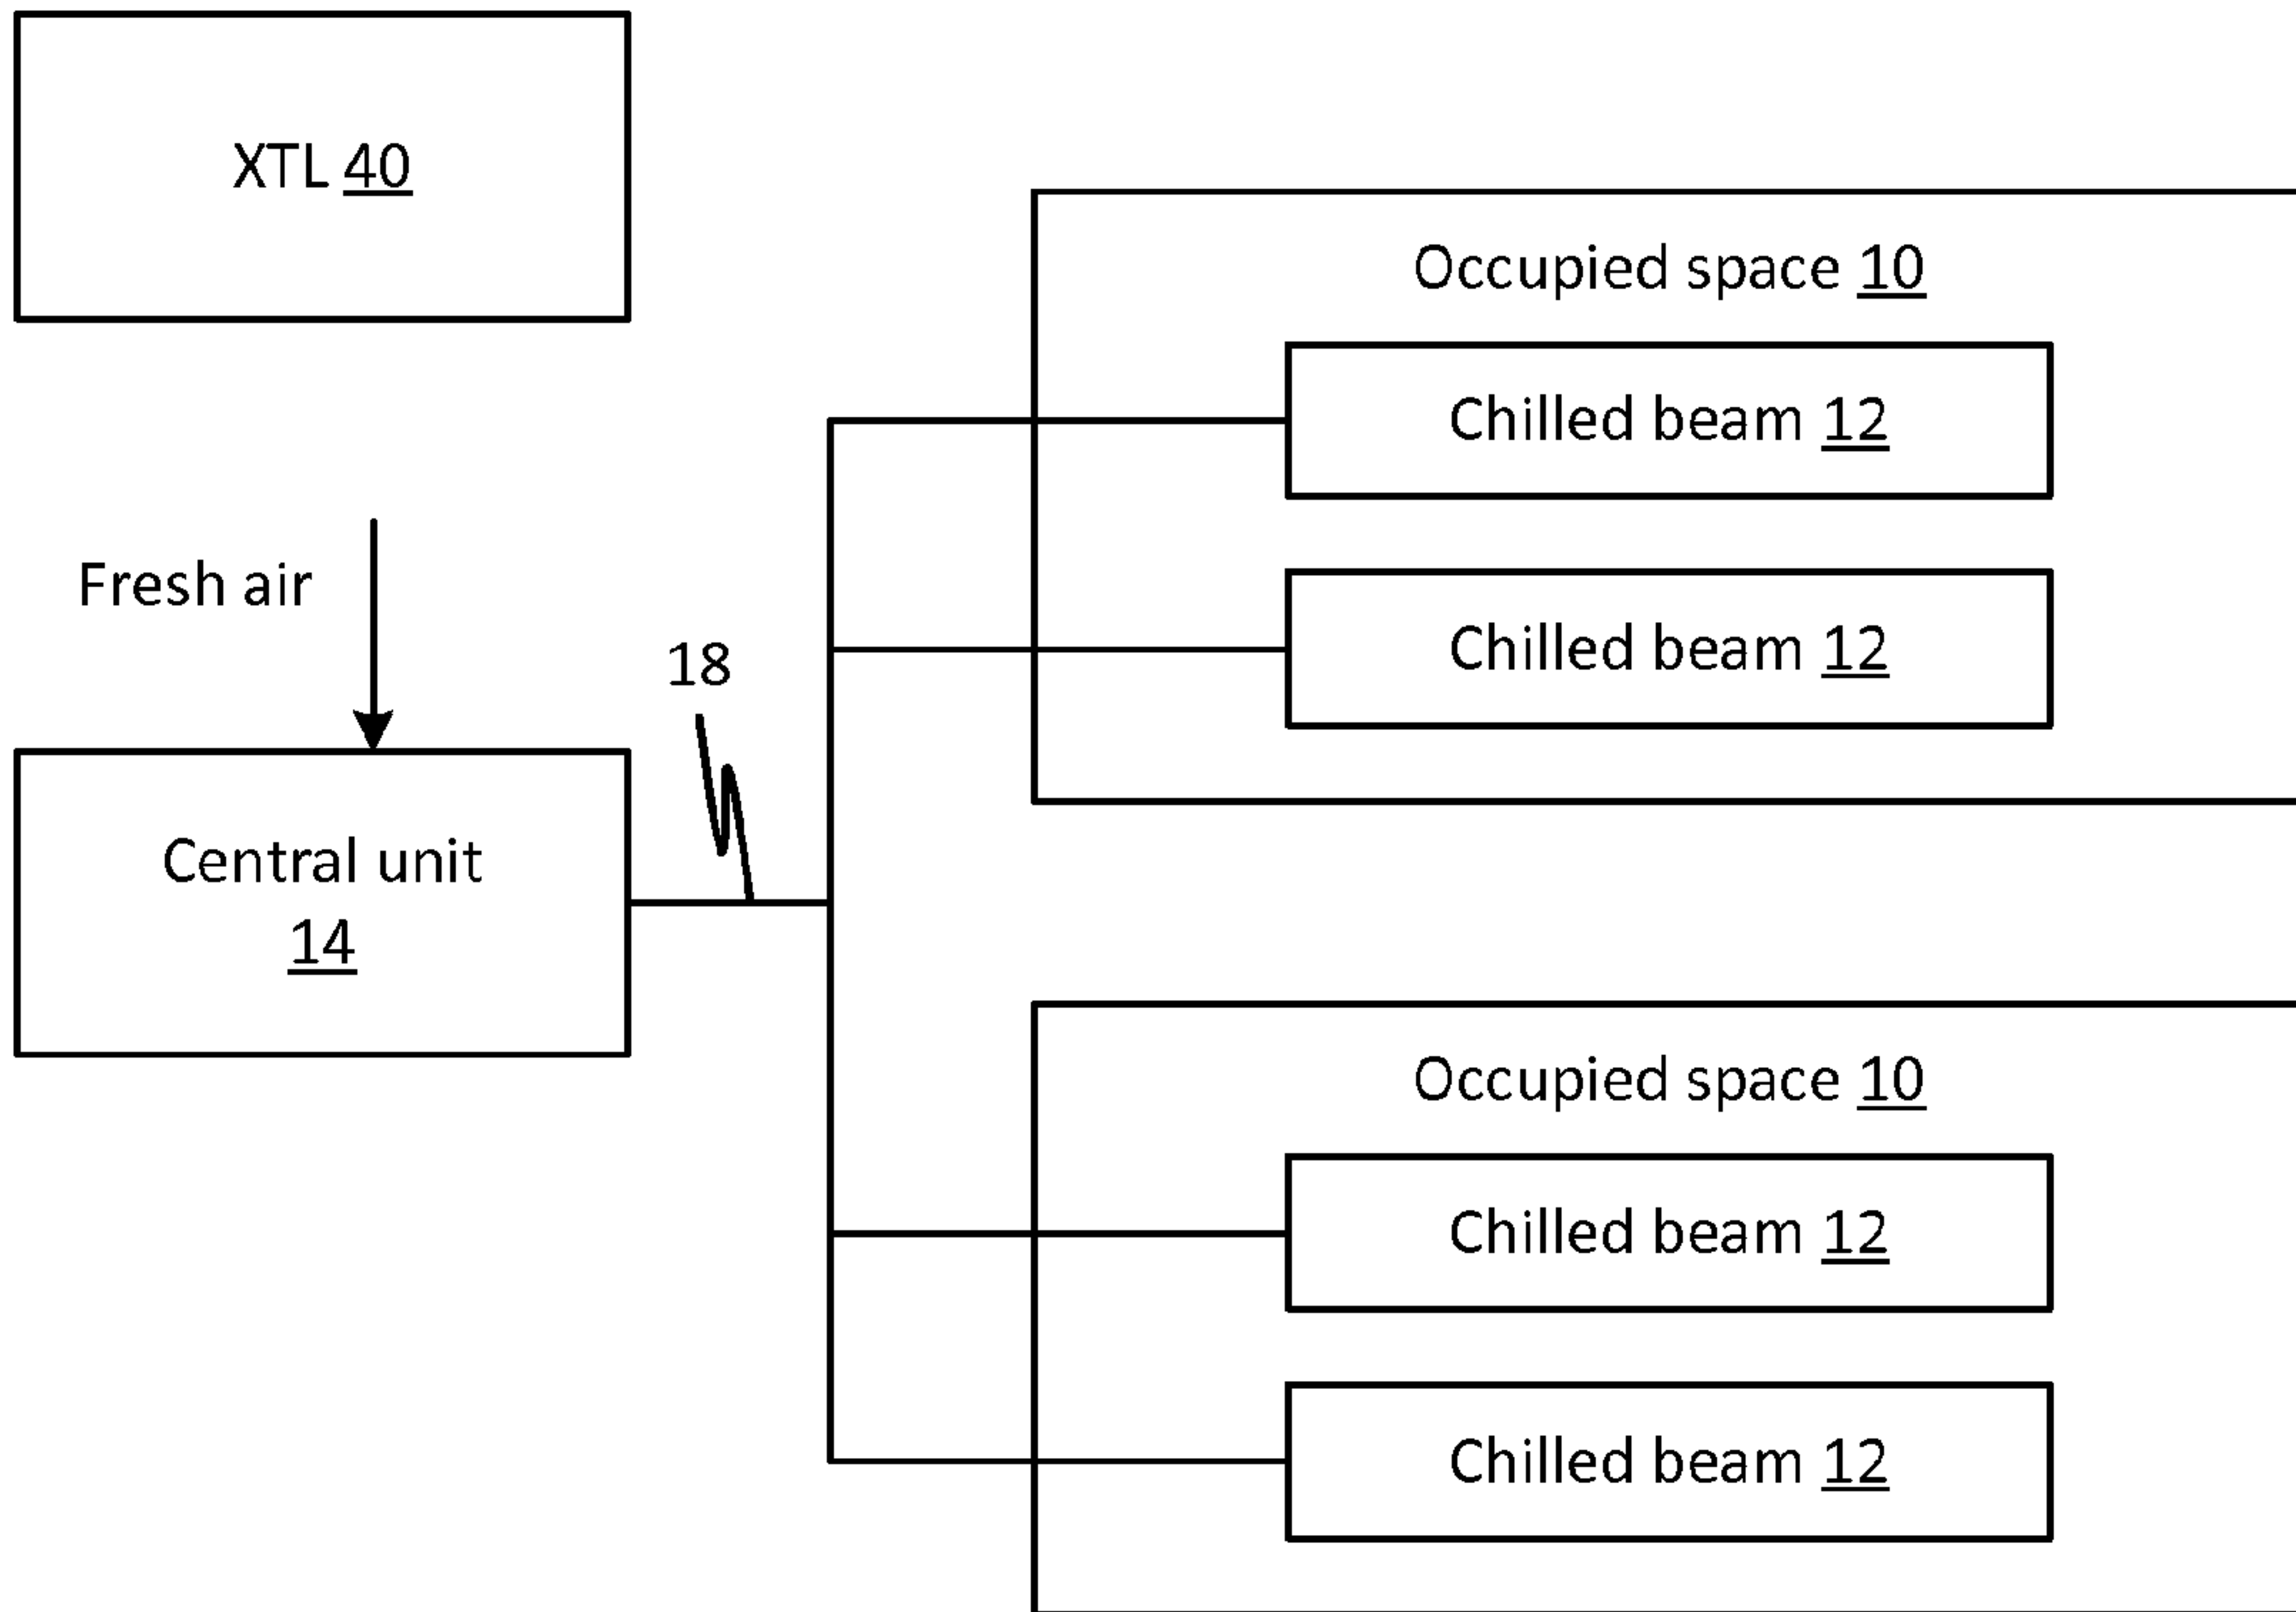 XTL 40
Occupied space 10
Chilled beam 12
Fresh air
Chilled beam 12
18
Central unit
14
Occupied space 10
Chilled beam 12
Chilled beam 12